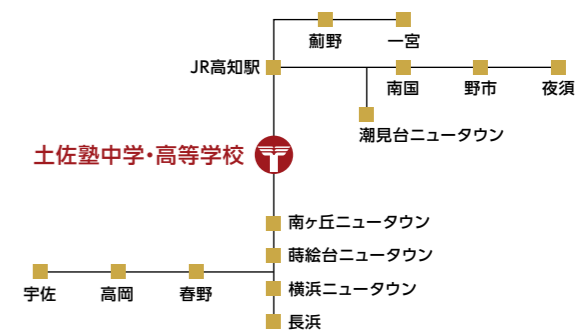 薊野
一宮
JR高知駅
南国
野市
夜須
潮見台ニュータウン
土佐塾中学・高等学校
南ヶ丘ニュータウン
蒔絵台ニュータウン
宇佐
高岡
春野
横浜ニュータウン
長浜